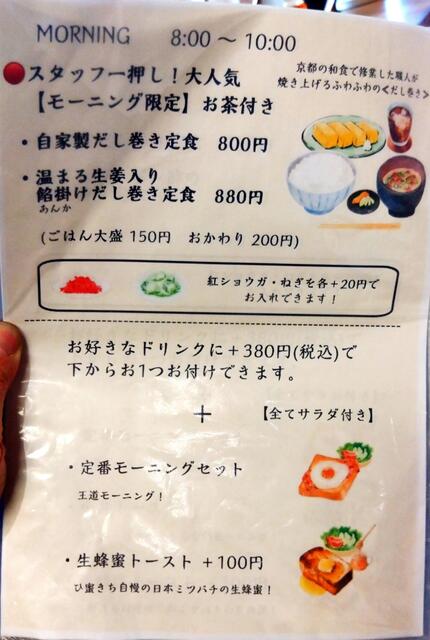 MORNING 8:00 ～ 10:00
スタッフ一押し！大人気
【モーニング限定】お茶付き
京都の和食で修業した職人が
焼き上げるふわふわの≪だし巻き≫
・自家製だし巻き定食 800円
・温まる生姜入り
餡掛けだし巻き定食 880円
あんか
(ごはん大盛 150円 おかわり 200円)
紅ショウガ・ねぎを各+20円で
お入れできます！
お好きなドリンクに＋380円(税込)で
下からお1つお付けできます。
＋ 【全てサラダ付き】
・定番モーニングセット
王道モーニング！
・生蜂蜜トースト ＋100円
ひ蜜きち自慢の日本ミツバチの生蜂蜜！